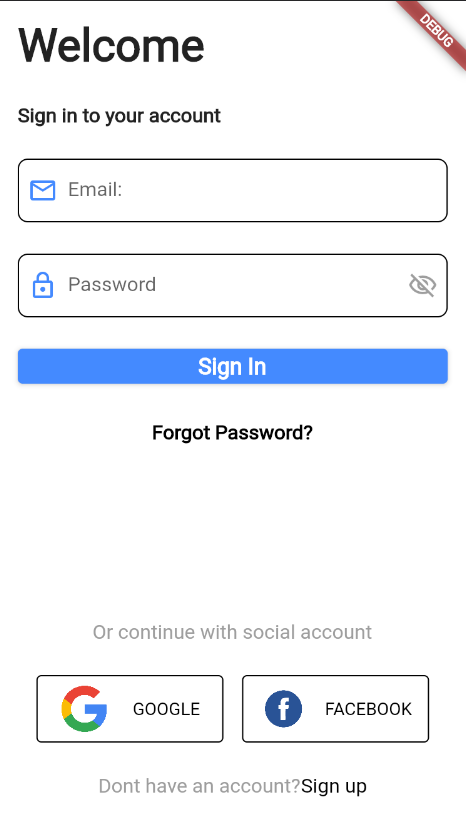 Welcome
DEBUG
Sign in to your account
Email:
Password
Sign In
Forgot Password?
Or continue with social account
GOOGLE
FACEBOOK
Dont have an account?Sign up